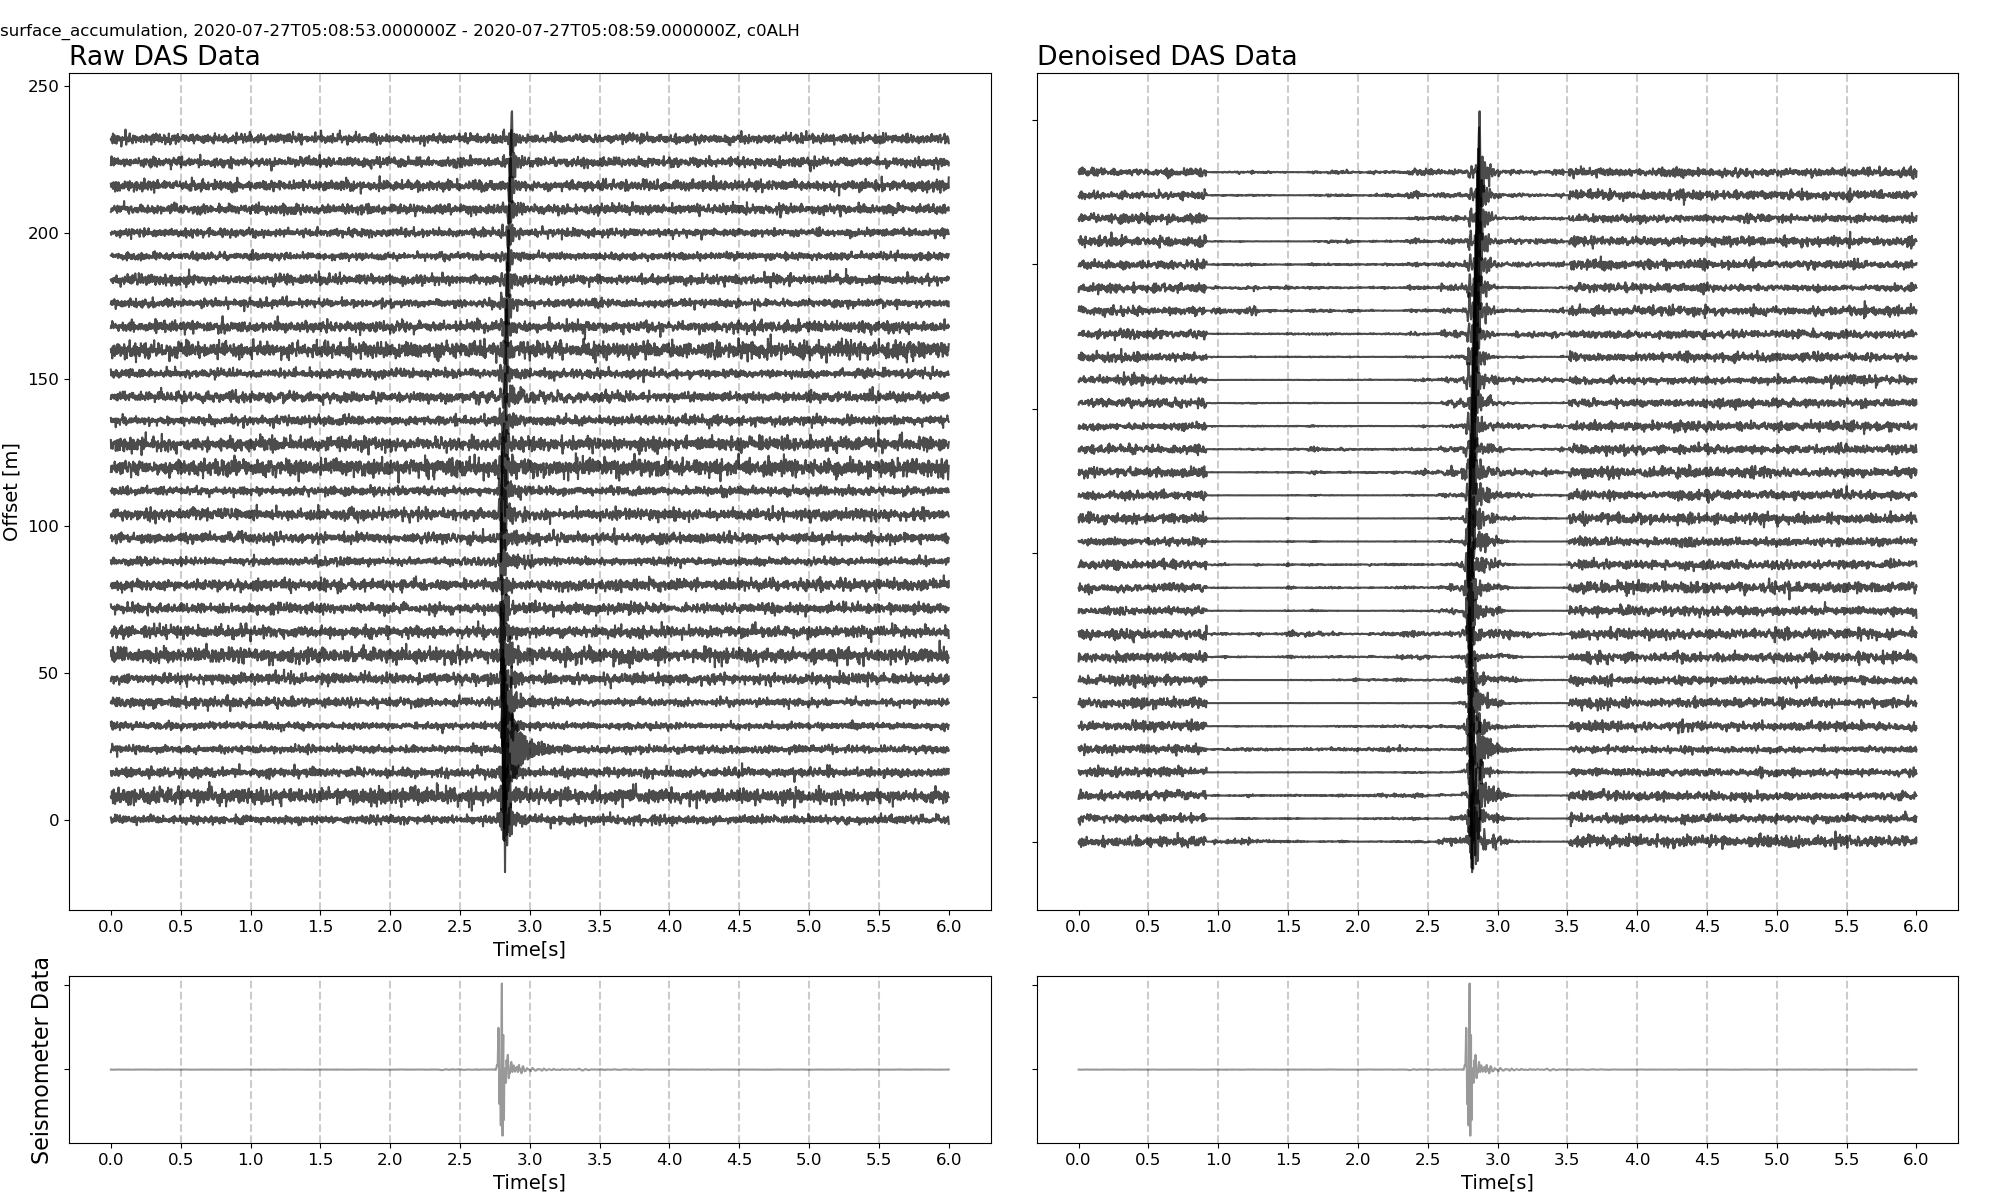 surface_accumulation, 2020-07-27T05:08:53.000000Z - 2020-07-27T05:08:59.000000Z, c0ALH
Raw DAS Data
Denoised DAS Data
Offset [m]
250
200
150
100
50
0
0.0 0.5 1.0 1.5 2.0 2.5 3.0 3.5 4.0 4.5 5.0 5.5 6.0
Time[s]
0.0 0.5 1.0 1.5 2.0 2.5 3.0 3.5 4.0 4.5 5.0 5.5 6.0
Seismometer Data
0.0 0.5 1.0 1.5 2.0 2.5 3.0 3.5 4.0 4.5 5.0 5.5 6.0
Time[s]
0.0 0.5 1.0 1.5 2.0 2.5 3.0 3.5 4.0 4.5 5.0 5.5 6.0
Time[s]